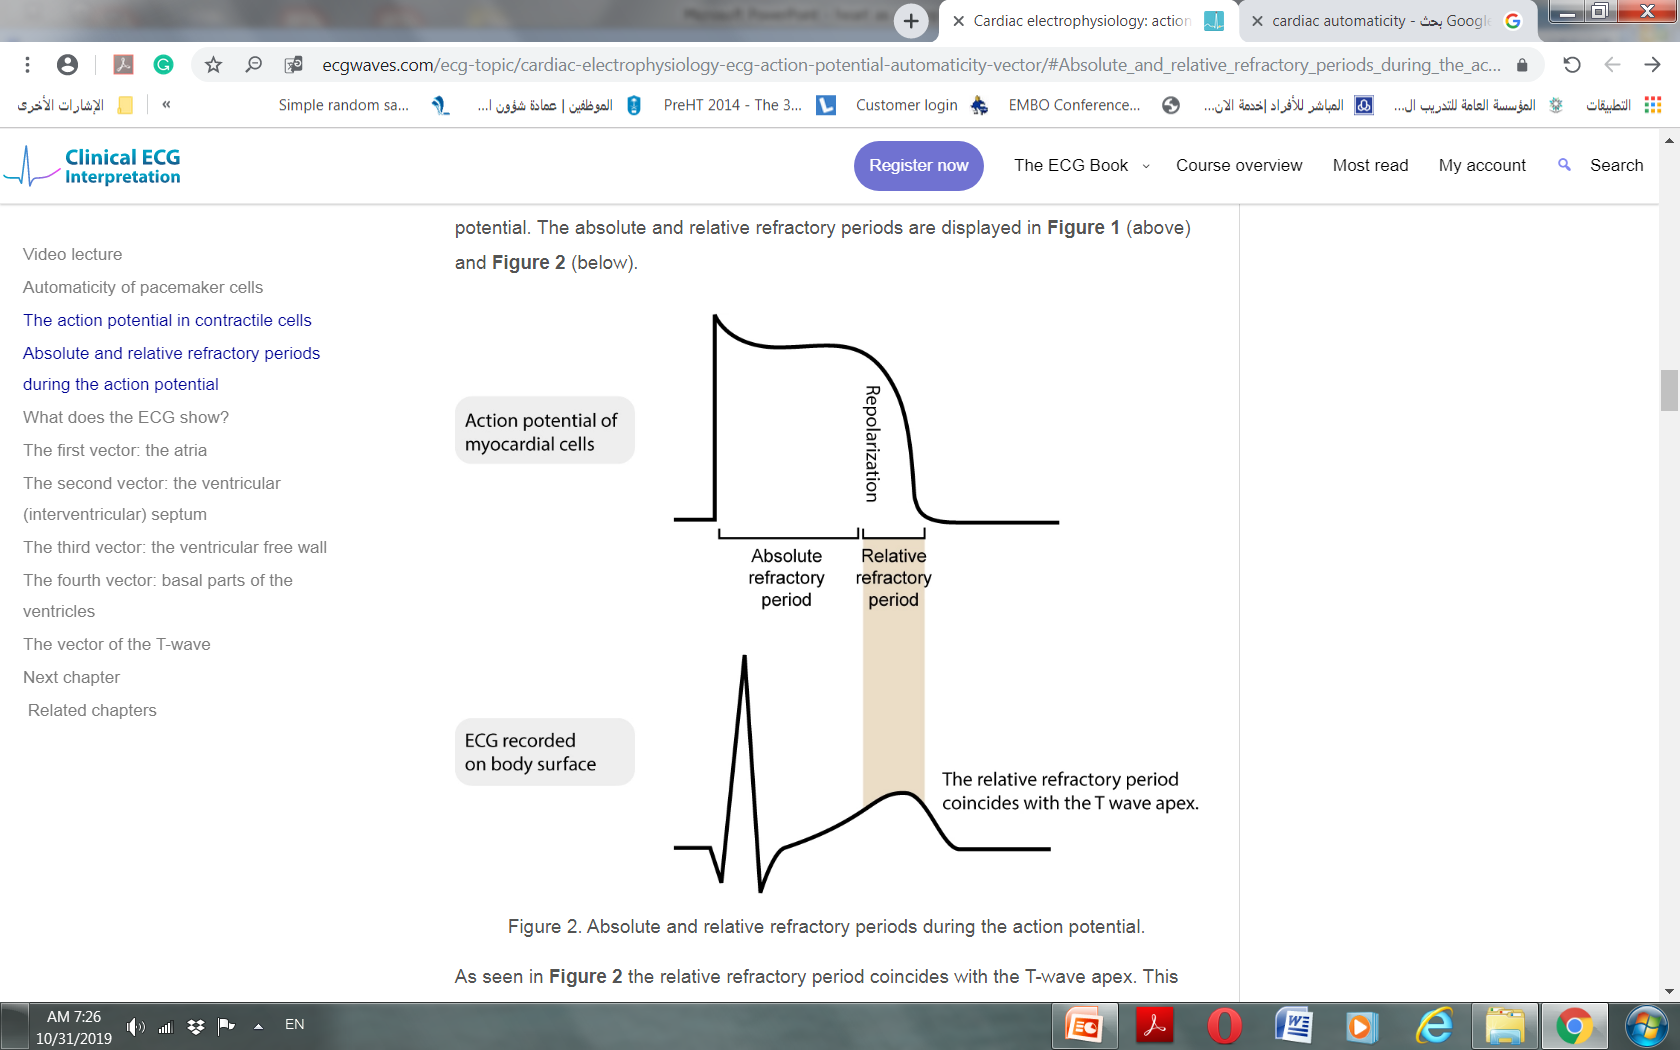 Cardiac electrophysiology: action
cardiac automaticity - بحث Googl
ecgwaves.com/ecg-topic/cardiac-electrophysiology-ecg-action-potential-automaticity-vector/#Absolute_and_relative_refractory_periods_during_the_ac...
الإشارات الأخرى
«
Simple random sa...
الموظفين | عمادة شؤون ا...
PreHT 2014 - The 3...
Customer login
EMBO Conference...
المباشر للأفراد |خدمة الان...
المؤسسة العامة للتدريب ال...
التطبيقات
Clinical ECG
Interpretation
Register now
The ECG Book
Course overview
Most read
My account
Search
Video lecture
Automaticity of pacemaker cells
The action potential in contractile cells
Absolute and relative refractory periods
during the action potential
What does the ECG show?
The first vector: the atria
The second vector: the ventricular
(interventricular) septum
The third vector: the ventricular free wall
The fourth vector: basal parts of the
ventricles
The vector of the T-wave
Next chapter
Related chapters
potential. The absolute and relative refractory periods are displayed in Figure 1 (above)
and Figure 2 (below).
Action potential of
myocardial cells
Repolarization
Absolute
refractory
period
Relative
refractory
period
ECG recorded
on body surface
The relative refractory period
coincides with the T wave apex.
Figure 2. Absolute and relative refractory periods during the action potential.
As seen in Figure 2 the relative refractory period coincides with the T-wave apex. This
AM 7:26
10/31/2019
EN